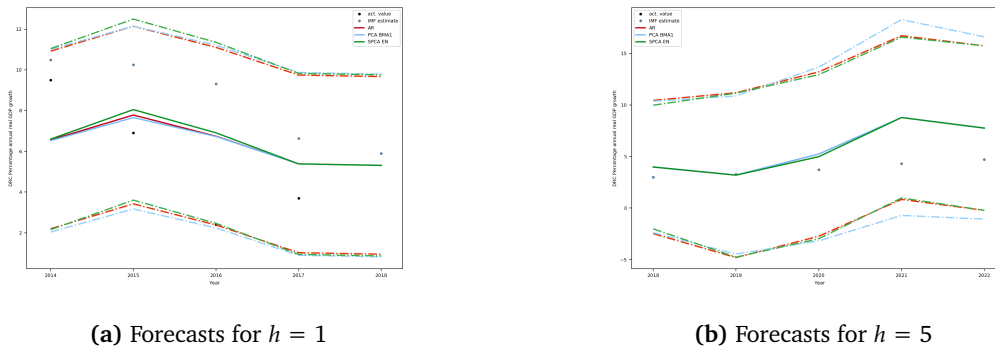 act. value
IMF estimate
AR
PCA BMA1
SPCA EN
12
10
8
6
4
2
DRC Percentage annual real GDP growth
2014
2015
2016
2017
2018
Year
act. value
IMF estimate
AR
PCA BMA1
SPCA EN
15
10
5
0
−5
DRC Percentage annual real GDP growth
2018
2019
2020
2021
2022
Year
(a) Forecasts for h = 1
(b) Forecasts for h = 5